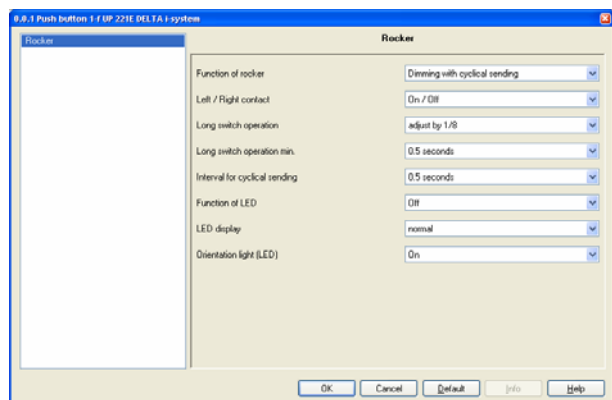 0.0.1 Push button 1-f UP 221E DELTA i-system
Rocker
Rocker
Function of rocker Dimming with cyclical sending
Left / Right contact On / Off
Long switch operation adjust by 1/8
Long switch operation min. 0.5 seconds
Interval for cyclical sending 0.5 seconds
Function of LED Off
LED display normal
Orientation light (LED) On
OK Cancel Default Info Help